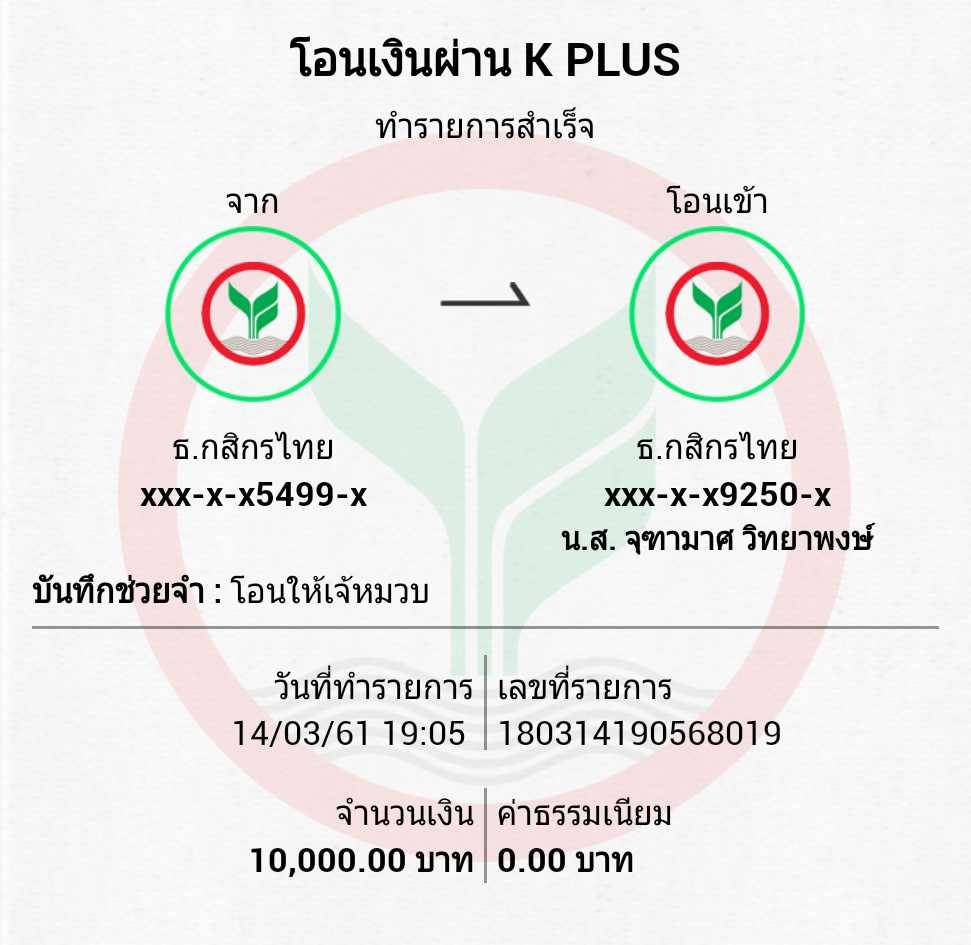 โอนเงินผ่าน K PLUS
ทำรายการสำเร็จ
จาก
โอนเข้า
ธ.กสิกรไทย
xxx-x-x5499-x
ธ.กสิกรไทย
xxx-x-x9250-x
น.ส. จุฑามาศ วิทยาพงษ์
บันทึกช่วยจำ : โอนให้เจ้หมวบ
วันที่ทำรายการ
14/03/61 19:05
เลขที่รายการ
180314190568019
จำนวนเงิน
10,000.00 บาท
ค่าธรรมเนียม
0.00 บาท